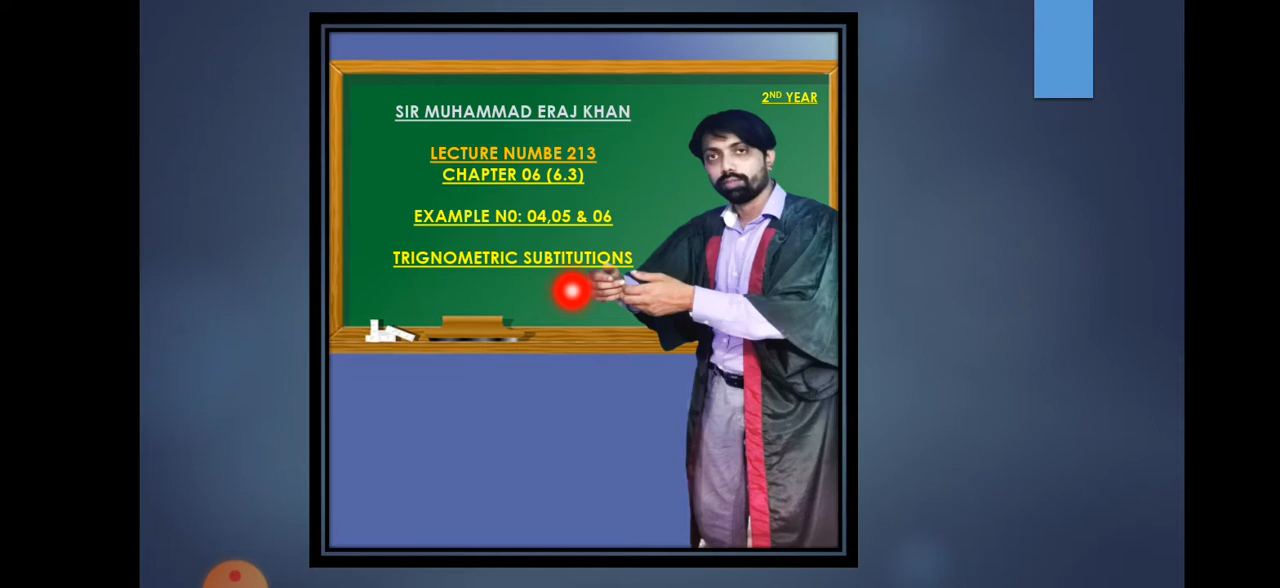 2ND YEAR
SIR MUHAMMAD ERAJ KHAN
LECTURE NUMBE 213
CHAPTER 06 (6.3)
EXAMPLE N0: 04,05 & 06
TRIGNOMETRIC SUBTITUTIONS